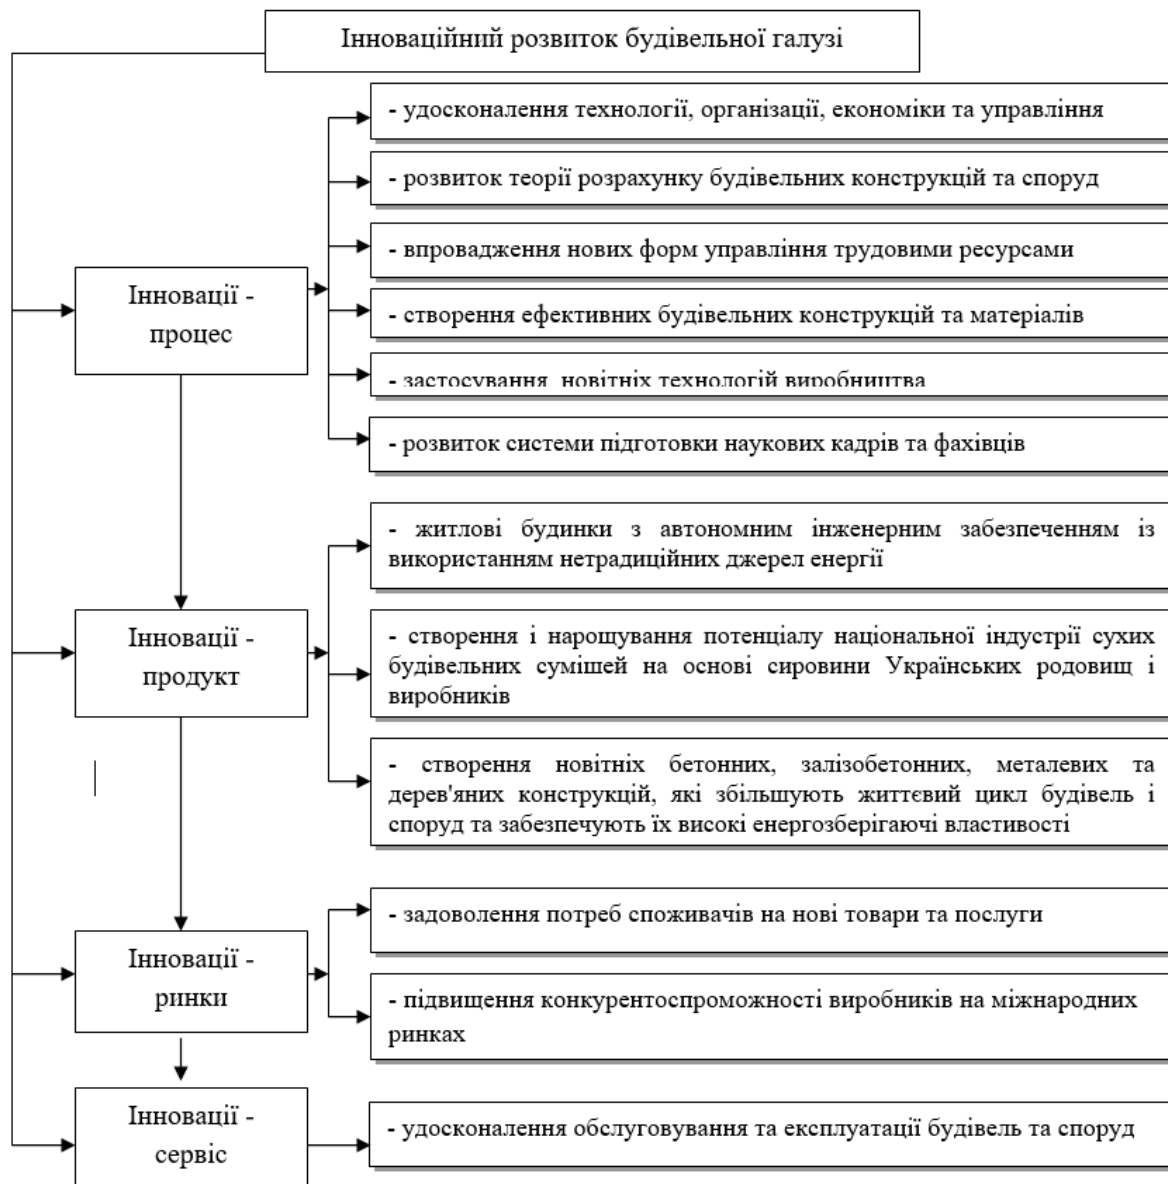 Інноваційний розвиток будівельної галузі
- удосконалення технології, організації, економіки та управління
- розвиток теорії розрахунку будівельних конструкцій та споруд
- впровадження нових форм управління трудовими ресурсами
Інновації -
процес
- створення ефективних будівельних конструкцій та матеріалів
- застосування новітніх технологій виробництва
- розвиток системи підготовки наукових кадрів та фахівців
- житлові будинки з автономним інженерним забезпеченням із
використанням нетрадиційних джерел енергії
Інновації -
продукт
- створення і нарощування потенціалу національної індустрії сухих
будівельних сумішей на основі сировини Українських родовищ і
виробників
- створення новітніх бетонних, залізобетонних, металевих та
дерев'яних конструкцій, які збільшують життєвий цикл будівель і
споруд та забезпечують їх високі енергозберігаючі властивості
Інновації -
ринки
- задоволення потреб споживачів на нові товари та послуги
- підвищення конкурентоспроможності виробників на міжнародних
ринках
Інновації -
сервіс
- удосконалення обслуговування та експлуатації будівель та споруд